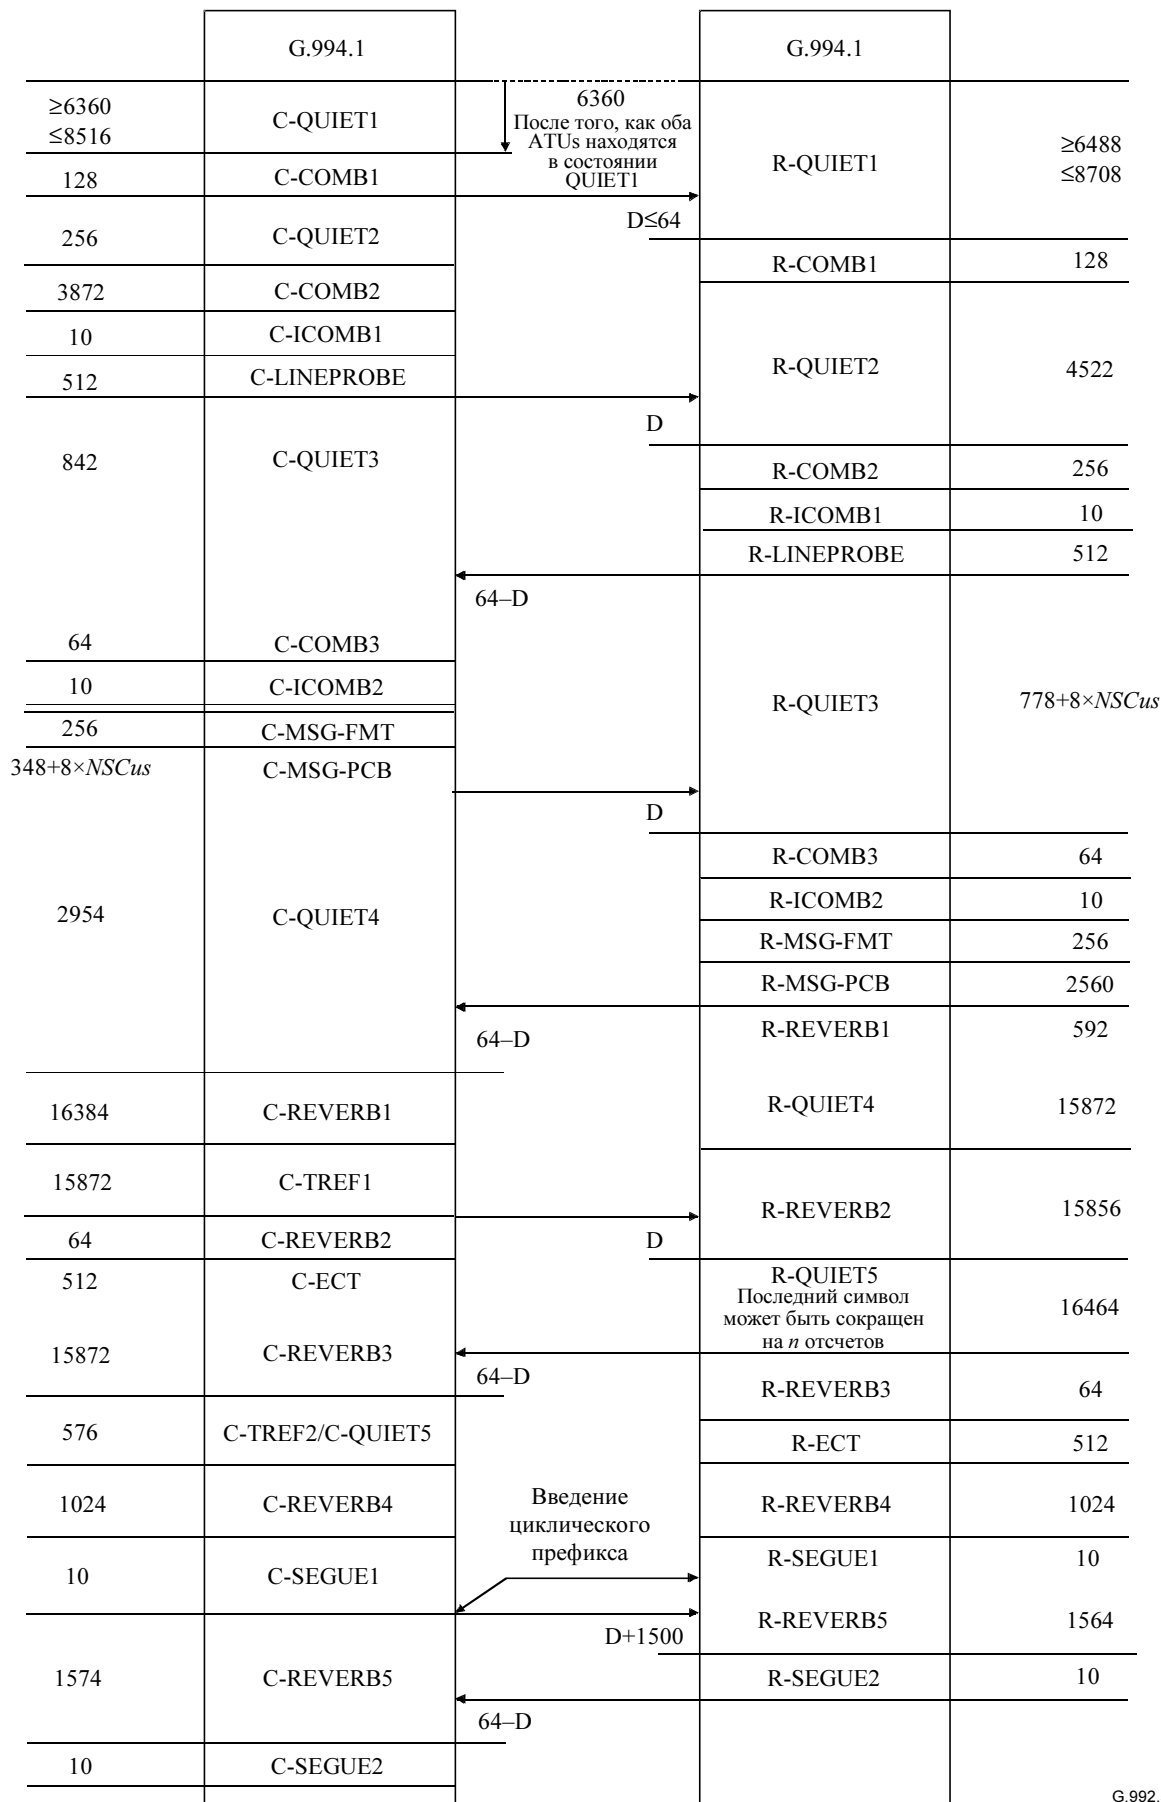 G.994.1 G.994.1
≥6360
≤8516
C-QUIET1
6360
После того, как оба
ATUs находятся
в состоянии
QUIET1
R-QUIET1
≥6488
≤8708
128 C-COMB1
D≤64
256 C-QUIET2
R-COMB1 128
3872 C-COMB2
10 C-ICOMB1
R-QUIET2 4522
512 C-LINEPROBE
D
842 C-QUIET3
R-COMB2 256
R-ICOMB1 10
R-LINEPROBE 512
64–D
64 C-COMB3
10 C-ICOMB2
R-QUIET3 778+8×NSCus
256 C-MSG-FMT
348+8×NSCus C-MSG-PCB
D
R-COMB3 64
R-ICOMB2 10
2954 C-QUIET4
R-MSG-FMT 256
R-MSG-PCB 2560
64–D
R-REVERB1 592
16384 C-REVERB1
R-QUIET4 15872
15872 C-TREF1
R-REVERB2 15856
64 C-REVERB2
D
512 C-ECT
R-QUIET5
Последний символ
может быть сокращен
на n отсчетов
16464
15872 C-REVERB3
64–D
R-REVERB3 64
576 C-TREF2/C-QUIET5
R-ECT 512
1024 C-REVERB4
Введение
циклического
префикса
R-REVERB4 1024
10 C-SEGUE1
R-SEGUE1 10
R-REVERB5 1564
D+1500
1574 C-REVERB5
R-SEGUE2 10
64–D
10 C-SEGUE2
G.992.